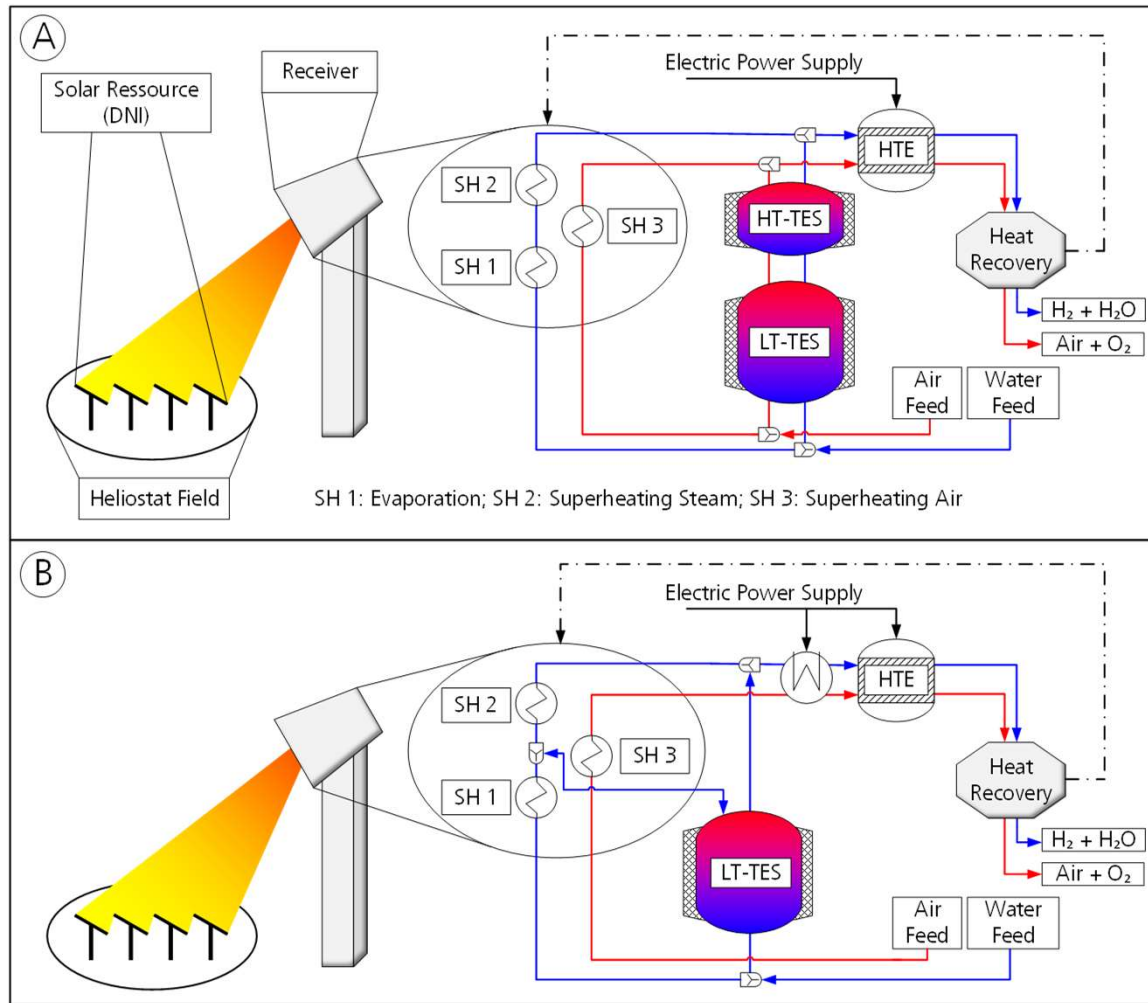 A
Solar Ressource
(DNI)
Receiver
Electric Power Supply
HTE
SH 2
SH 3
SH 1
HT-TES
LT-TES
Heat
Recovery
H₂ + H₂O
Air + O₂
Air
Feed
Water
Feed
Heliostat Field
SH 1: Evaporation; SH 2: Superheating Steam; SH 3: Superheating Air
B
Electric Power Supply
HTE
SH 2
SH 3
SH 1
LT-TES
Heat
Recovery
H₂ + H₂O
Air + O₂
Air
Feed
Water
Feed